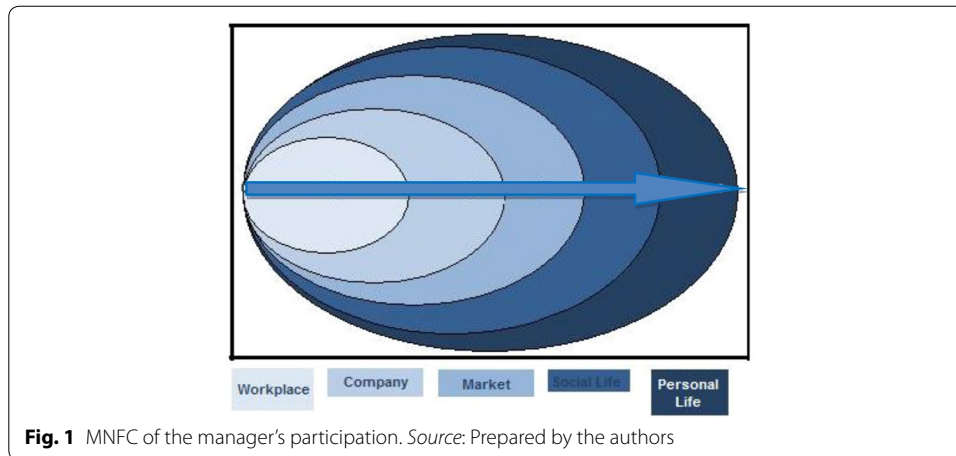 Workplace
Company
Market
Social Life
Personal
Life
Fig. 1 MNFC of the manager's participation. Source: Prepared by the authors